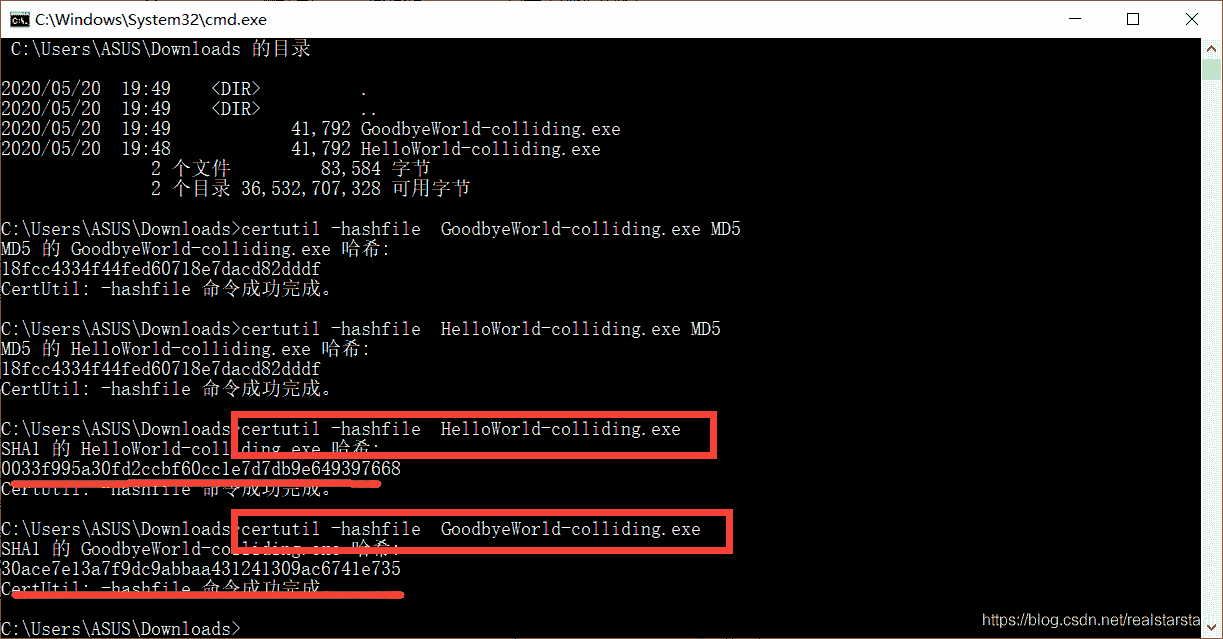 C:\Windows\System32\cmd.exe
C:\Users\ASUS\Downloads 的目录
2020/05/20 19:49 <DIR> .
2020/05/20 19:49 <DIR> ..
2020/05/20 19:49 41,792 GoodbyeWorld-colliding.exe
2020/05/20 19:48 41,792 HelloWorld-colliding.exe
2 个文件 83,584 字节
2 个目录 36,532,707,328 可用字节
C:\Users\ASUS\Downloads>certutil -hashfile GoodbyeWorld-colliding.exe MD5
MD5 的 GoodbyeWorld-colliding.exe 哈希:
18fcc4334f44fed60718e7dacd82dddf
CertUtil: -hashfile 命令成功完成。
C:\Users\ASUS\Downloads>certutil -hashfile HelloWorld-colliding.exe MD5
MD5 的 HelloWorld-colliding.exe 哈希:
18fcc4334f44fed60718e7dacd82dddf
CertUtil: -hashfile 命令成功完成。
C:\Users\ASUS\Downloads>certutil -hashfile HelloWorld-colliding.exe
SHA1 的 HelloWorld-colliding.exe 哈希:
0033f995a30fd2ccbf60cc1e7d7db9e649397668
CertUtil: -hashfile 命令成功完成。
C:\Users\ASUS\Downloads>certutil -hashfile GoodbyeWorld-colliding.exe
SHA1 的 GoodbyeWorld-colliding.exe 哈希:
30ace7e13a7f9dc9abbaa431241309ac6741e735
CertUtil: -hashfile 命令成功完成。
C:\Users\ASUS\Downloads>